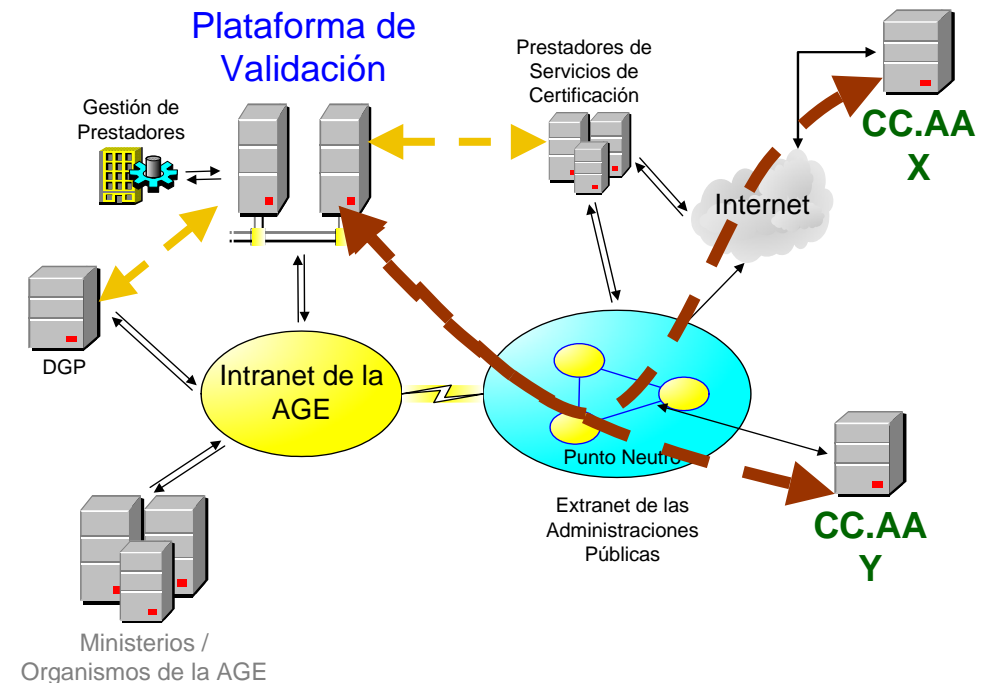 Plataforma de
Validación
Prestadores de
Servicios de
Certificación
Gestión de
Prestadores
CC.AA
X
Internet
DGP
Intranet de la
AGE
Punto Neutro
Extranet de las
Administraciones
Públicas
CC.AA
Y
Ministerios /
Organismos de la AGE